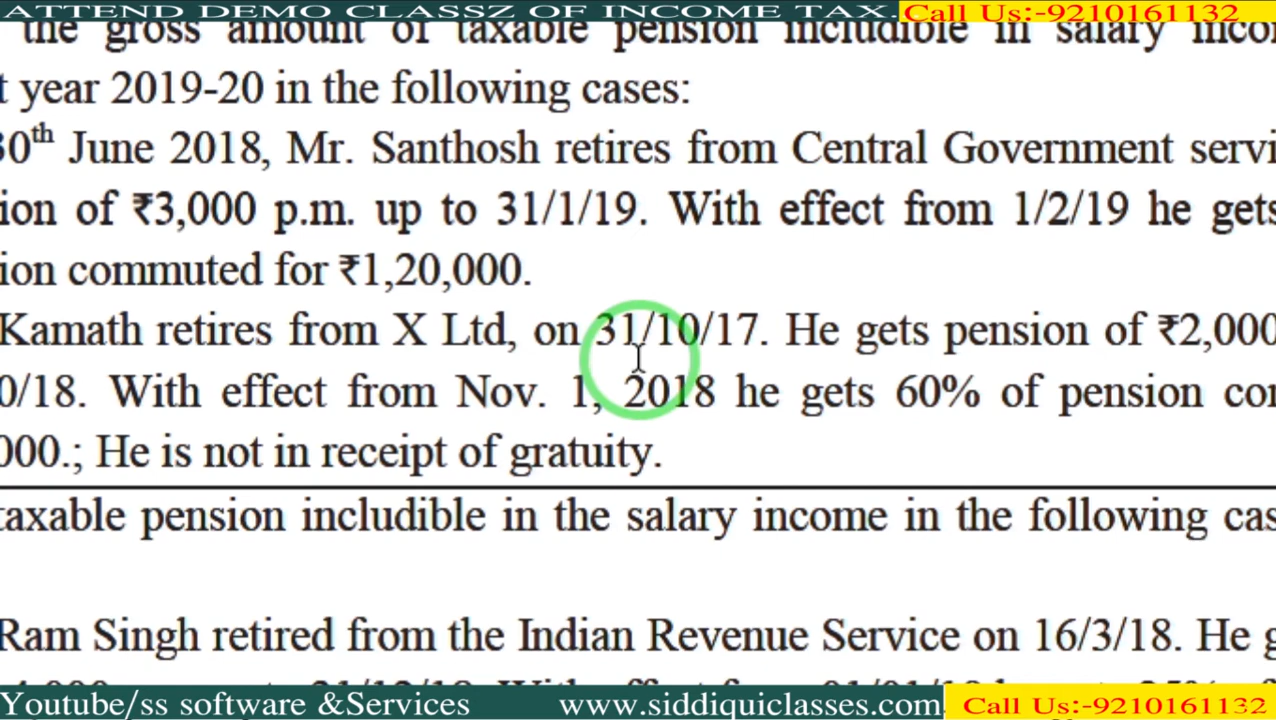 ATTEND DEMO CLASSZ OF INCOME TAX. Call Us:-9210161132
the gross amount of taxable pension includible in salary
t year 2019-20 in the following cases:
30th June 2018, Mr. Santhosh retires from Central Government servi
ion of ₹3,000 p.m. up to 31/1/19. With effect from 1/2/19 he gets
ion commuted for ₹1,20,000.
Kamath retires from X Ltd, on 31/10/17. He gets pension of ₹2,000
0/18. With effect from Nov. 1, 2018 he gets 60% of pension co
000.; He is not in receipt of gratuity.
taxable pension includible in the salary income in the following cas
Ram Singh retired from the Indian Revenue Service on 16/3/18. He g
Youtube/ss software &Services www.siddiquiclasses.com Call Us:-9210161132